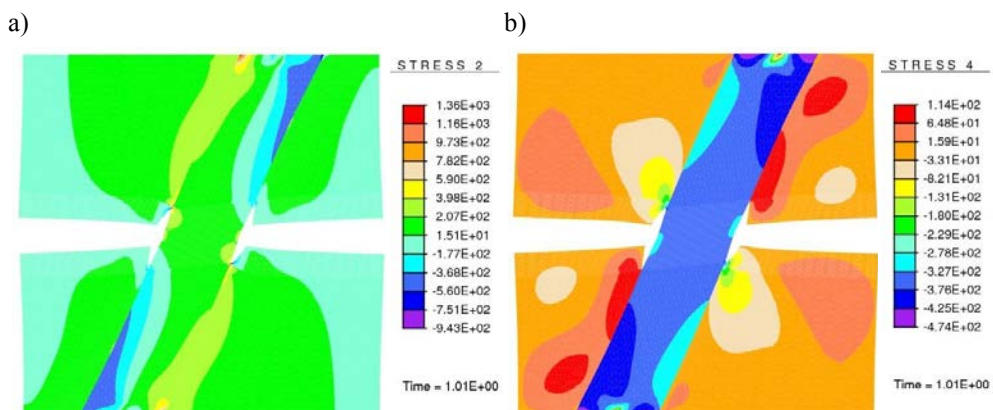 a)
b)
STRESS 2
1.36E+03
1.16E+03
9.73E+02
7.82E+02
5.90E+02
3.98E+02
2.07E+02
1.51E+01
-1.77E+02
-3.68E+02
-5.60E+02
-7.51E+02
-9.43E+02
Time = 1.01E+00
STRESS 4
1.14E+02
6.48E+01
1.59E+01
-3.31E+01
-8.21E+01
-1.31E+02
-1.80E+02
-2.29E+02
-2.78E+02
-3.27E+02
-3.76E+02
-4.25E+02
-4.74E+02
Time = 1.01E+00